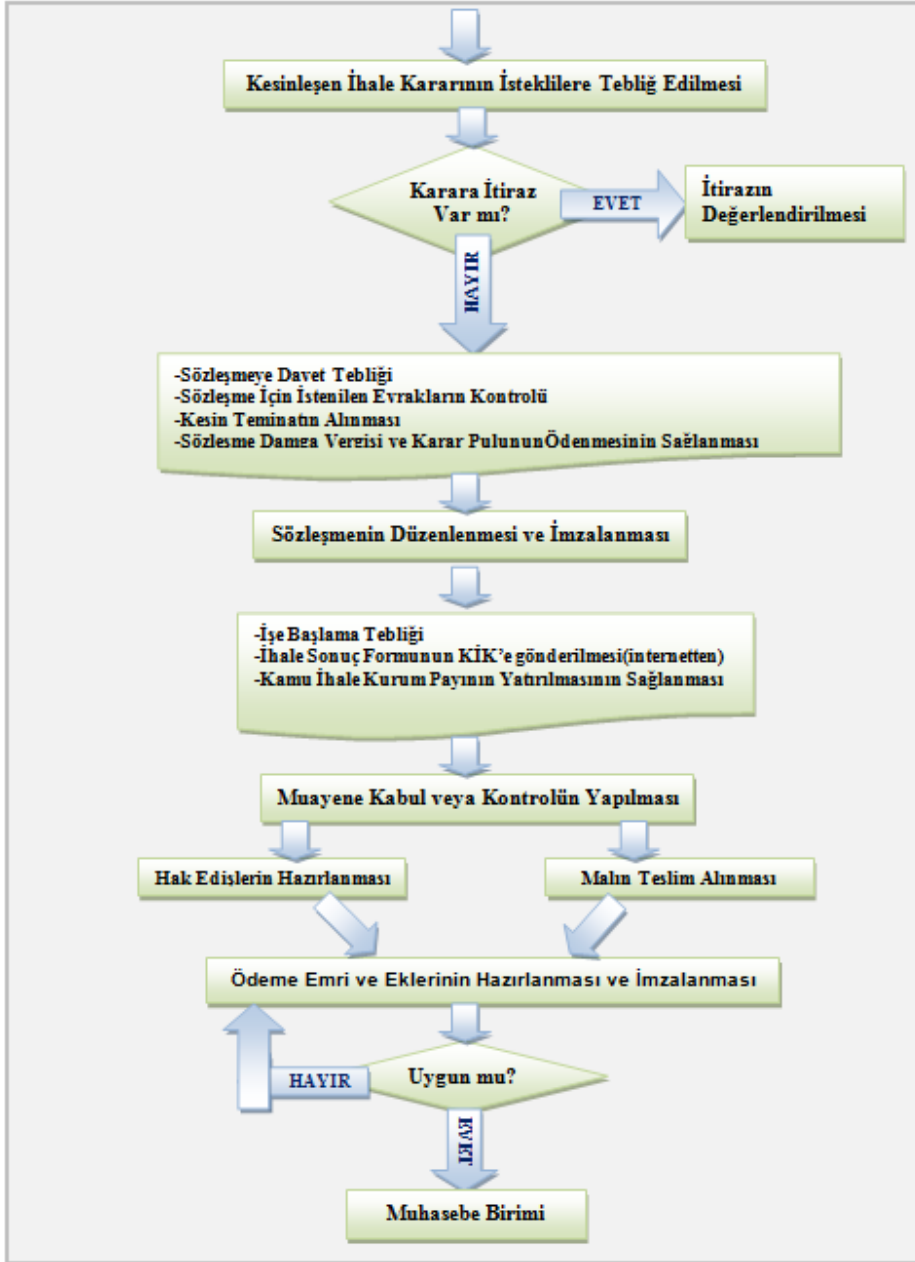 Kesinleşen İhale Kararının İsteklilere Tebliğ Edilmesi
Karara İtiraz
Var mı?
EVET
İtirazın
Değerlendirilmesi
HAYIR
-Sözleşmeye Davet Tebliği
-Sözleşme İçin İstenilen Evrakların Kontrolü
-Kesin Teminatın Alınması
-Sözleşme Damga Vergisi ve Karar PulununÖdenmesinin Sağlanması
Sözleşmenin Düzenlenmesi ve İmzalanması
-İşe Başlama Tebliği
-İhale Sonuç Formunun KİK’e gönderilmesi(internetten)
-Kamu İhale Kurum Payının Yatırılmasının Sağlanması
Muayene Kabul veya Kontrolün Yapılması
Hak Edişlerin Hazırlanması
Malın Teslim Alınması
Ödeme Emri ve Eklerinin Hazırlanması ve İmzalanması
Uygun mu?
HAYIR
EVET
Muhasebe Birimi